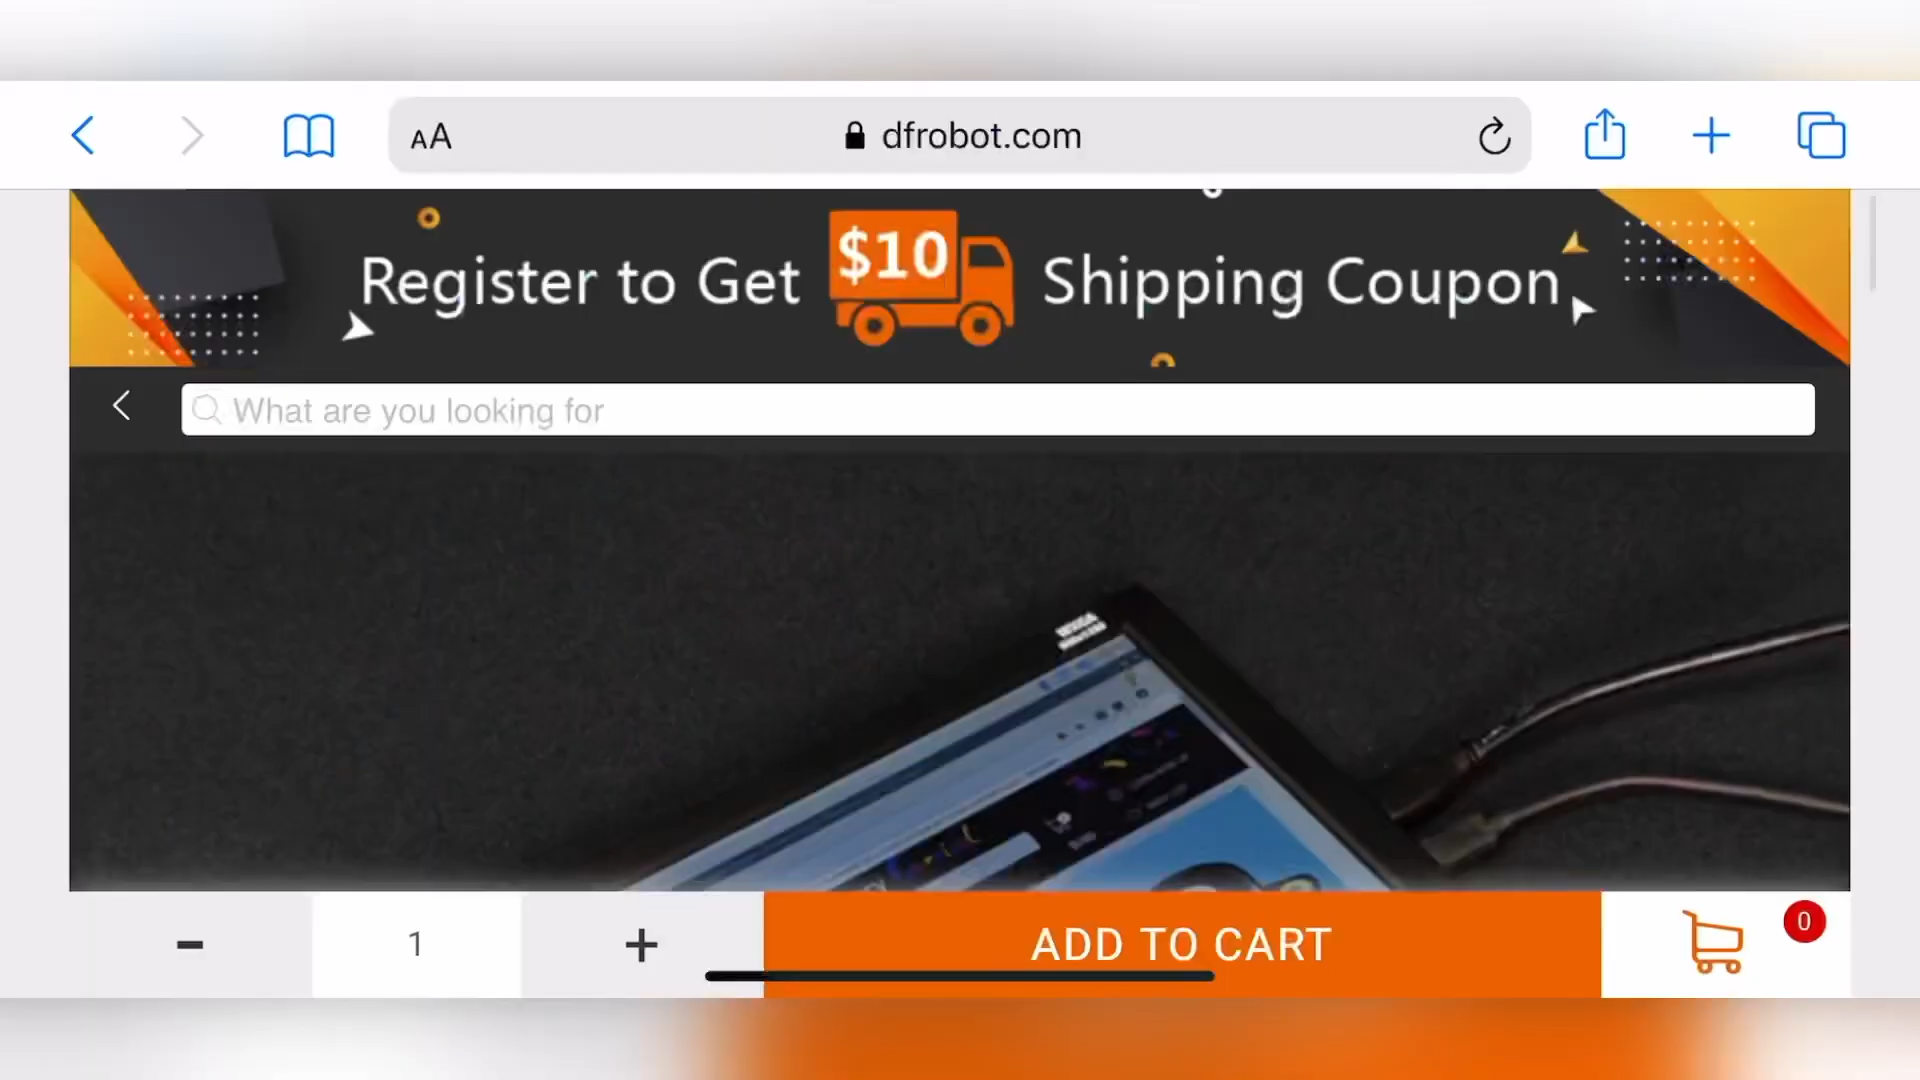 AA
dfrobot.com
Register to Get $10 Shipping Coupon
What are you looking for
1
ADD TO CART
0